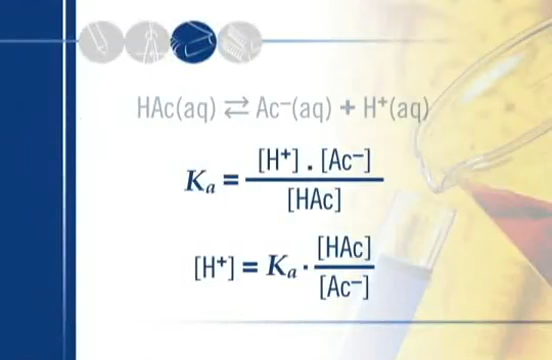 HAc(aq) ⇄ Ac⁻(aq) + H⁺(aq)
Kₐ = [H⁺] . [Ac⁻] / [HAc]
[H⁺] = Kₐ · [HAc] / [Ac⁻]